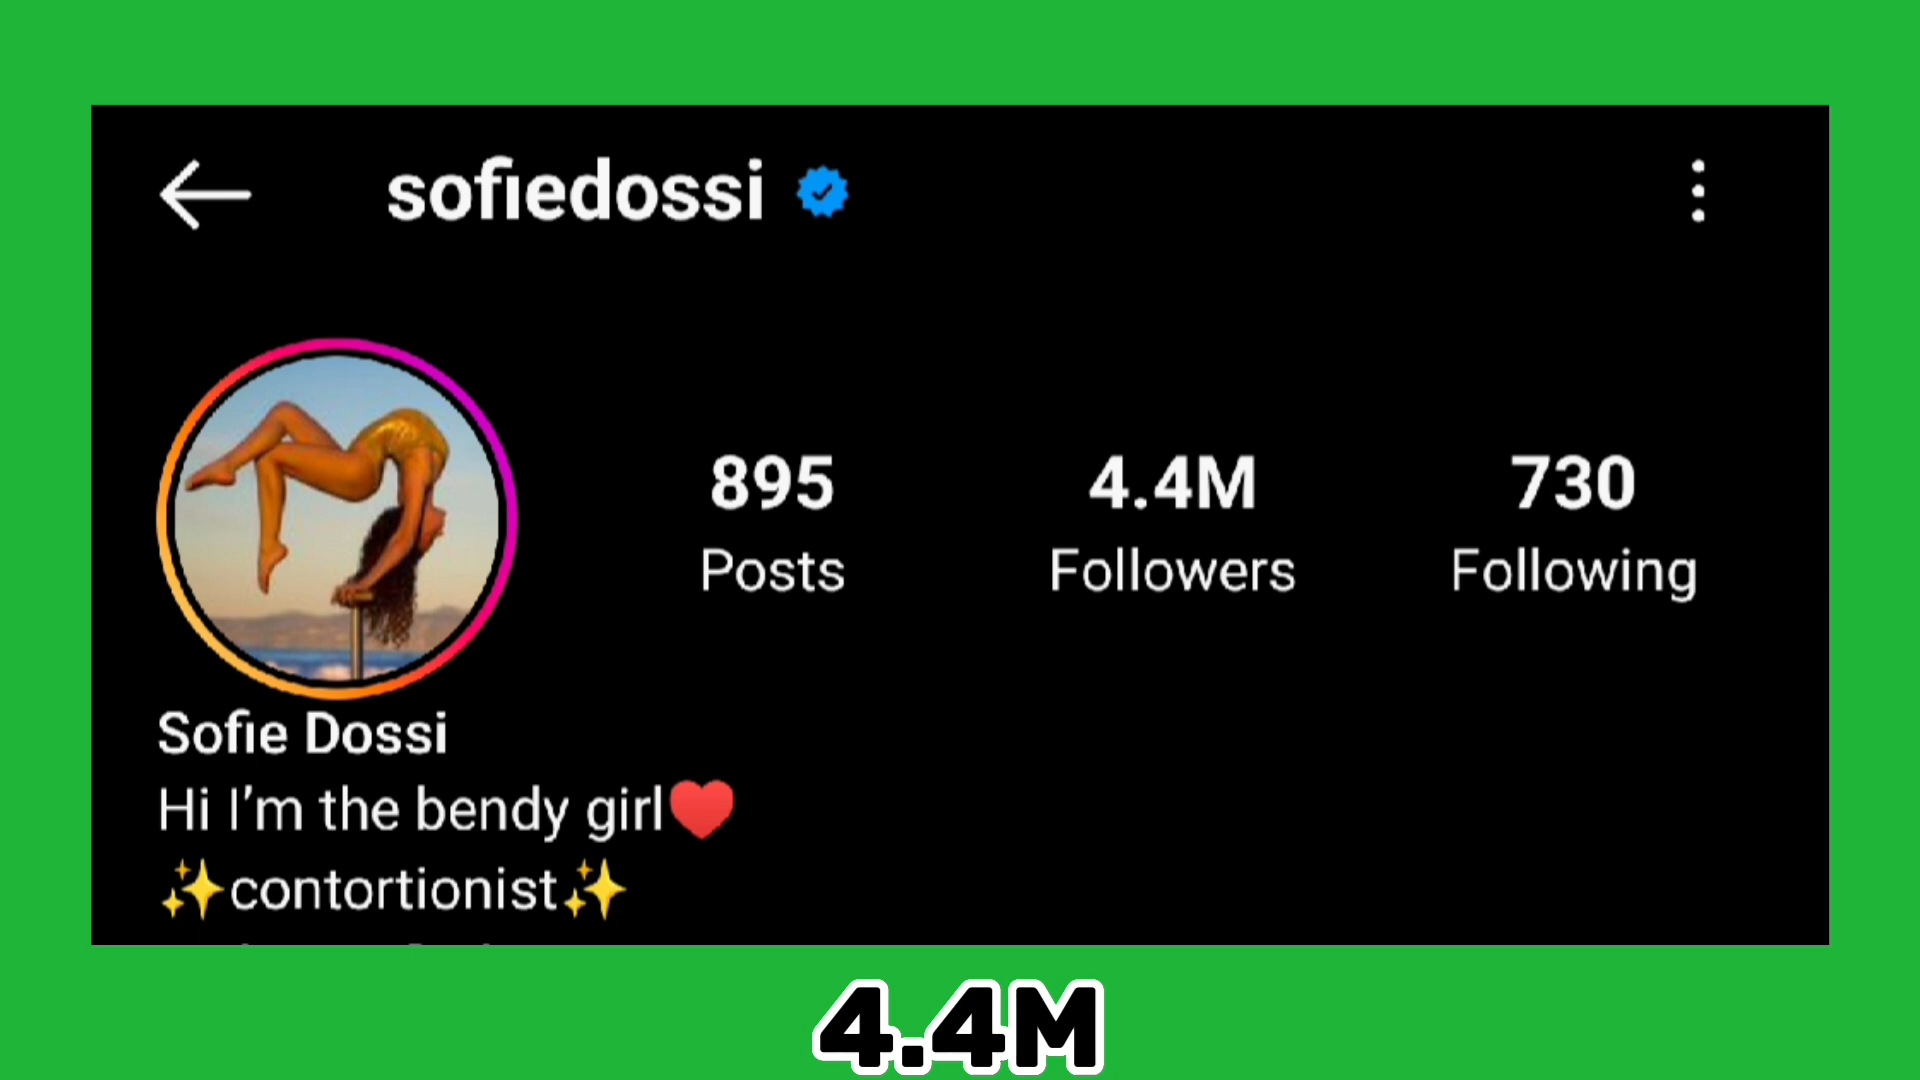 sofiedossi
895 4.4M 730
Posts Followers Following
Sofie Dossi
Hi I'm the bendy girl❤️
✨contortionist✨
4.4M